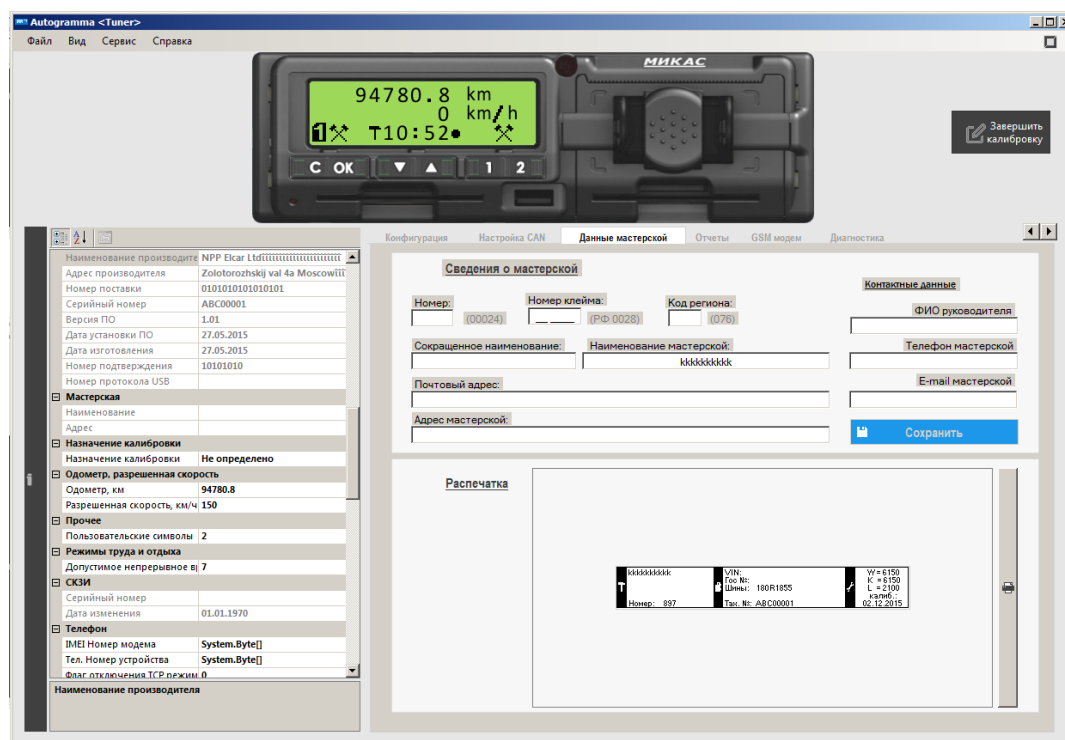 Autogramma <Tuner>
Файл Вид Сервис Справка
МИКАС
94780.8 km
0 km/h
1 10:52
C OK 1 2
Завершить
калибровку
Конфигурация Настройка CAN Данные мастерской Отчеты GSM модем Диагностика
Наименование производите NPP Elcar Ltdïïïïïïïïïïïïïïïïïïïïïï
Адрес производителя Zolotorozhskij val 4a Moscowïïï
Номер поставки 0101010101010101
Серийный номер ABC00001
Версия ПО 1.01
Дата установки ПО 27.05.2015
Дата изготовления 27.05.2015
Номер подтверждения 10101010
Номер протокола USB
Мастерская
Наименование
Адрес
Назначение калибровки
Назначение калибровки Не определено
Одометр, разрешенная скорость
Одометр, км 94780.8
Разрешенная скорость, км/ч 150
Прочее
Пользовательские символы 2
Режимы труда и отдыха
Допустимое непрерывное в 7
СКЗИ
Серийный номер
Дата изменения 01.01.1970
Телефон
IMEI Номер модема System.Byte[]
Тел. Номер устройства System.Byte[]
Флаг отключения TCP режим 0
Наименование производителя
Сведения о мастерской
Контактные данные
Номер: (00024)
Номер клейма: (РФ 0028)
Код региона: (076)
ФИО руководителя
Сокращенное наименование:
Наименование мастерской:
kkkkkkkkkk
Телефон мастерской
Почтовый адрес:
E-mail мастерской
Адрес мастерской:
Сохранить
Распечатка
kkkkkkkkkk
Номер: 897
VIN:
Гос №:
Шины: 180R1855
Тах. №: ABC00001
W = 6150
K = 6150
L = 2100
калиб.:
02.12.2015